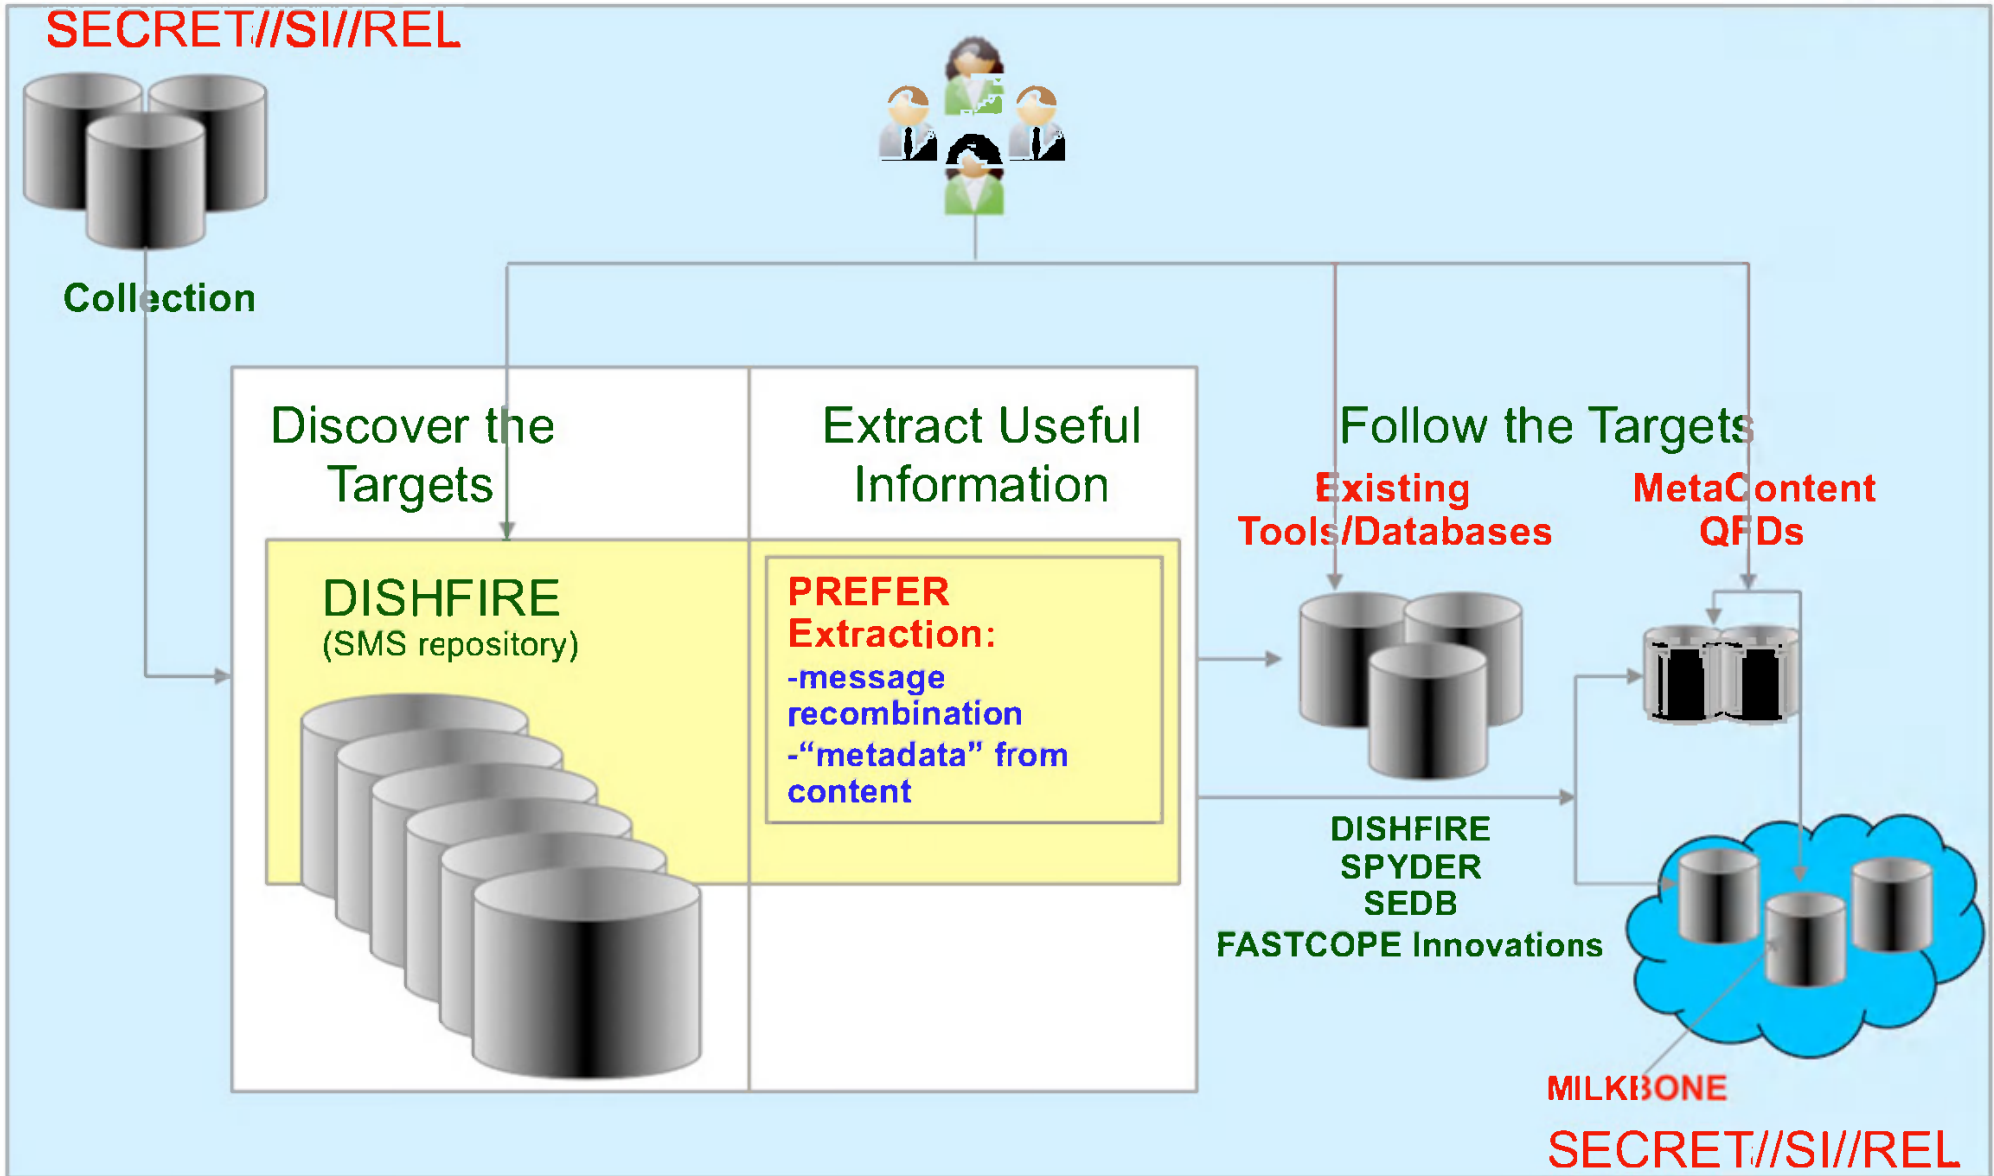 SECRET//SI//REL
Collection
Discover the
Targets
Extract Useful
Information
Follow the Targets
Existing
Tools/Databases
MetaContent
QFDs
DISHFIRE
(SMS repository)
PREFER
Extraction:
-message
recombination
-“metadata” from
content
DISHFIRE
SPYDER
SEDB
FASTCOPE Innovations
MILKBONE
SECRET//SI//REL